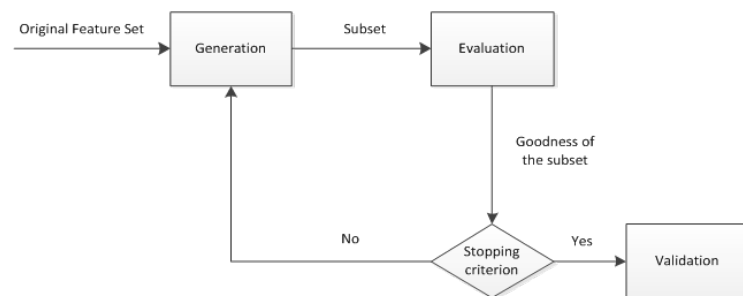 Original Feature Set
Generation
Subset
Evaluation
Goodness of
the subset
No
Stopping
criterion
Yes
Validation